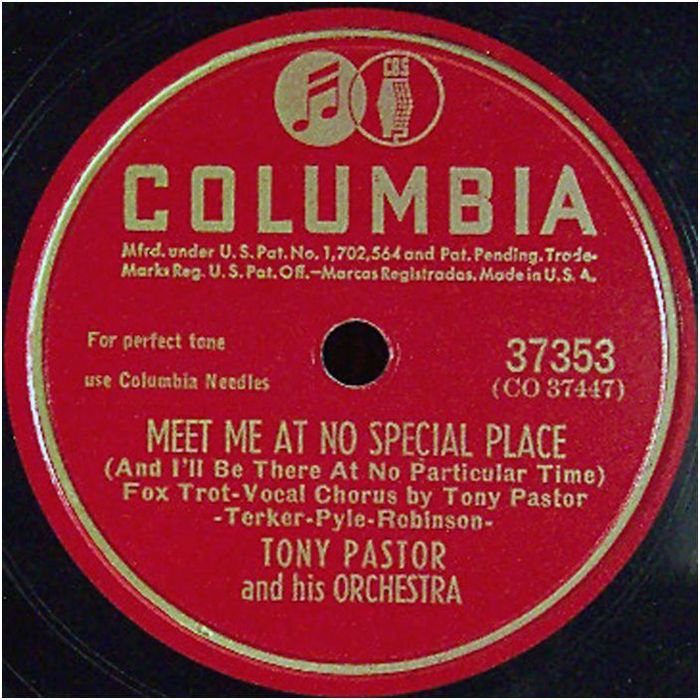 CBS
COLUMBIA
Mfrd. under U. S. Pat. No. 1,702,564 and Pat. Pending. Trade-
Marks Reg. U. S. Pat. Off.—Marcas Registradas. Made in U. S. A.
For perfect tone
use Columbia Needles
37353
(CO 37447)
MEET ME AT NO SPECIAL PLACE
(And I'll Be There At No Particular Time)
Fox Trot-Vocal Chorus by Tony Pastor
-Terker-Pyle-Robinson-
TONY PASTOR
and his ORCHESTRA